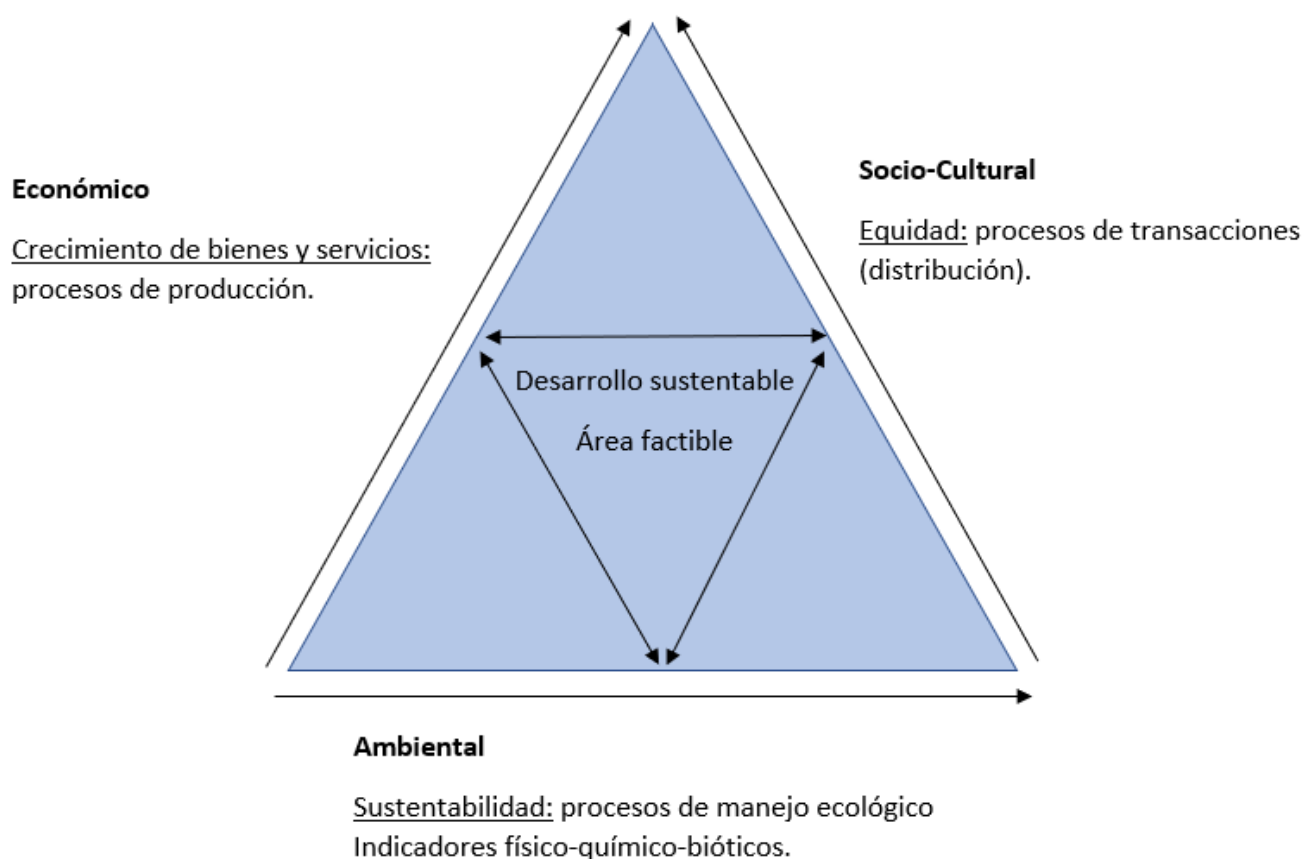 Económico
Crecimiento de bienes y servicios:
procesos de producción.
Socio-Cultural
Equidad: procesos de transacciones
(distribución).
Desarrollo sustentable
Área factible
Ambiental
Sustentabilidad: procesos de manejo ecológico
Indicadores físico-químico-bióticos.